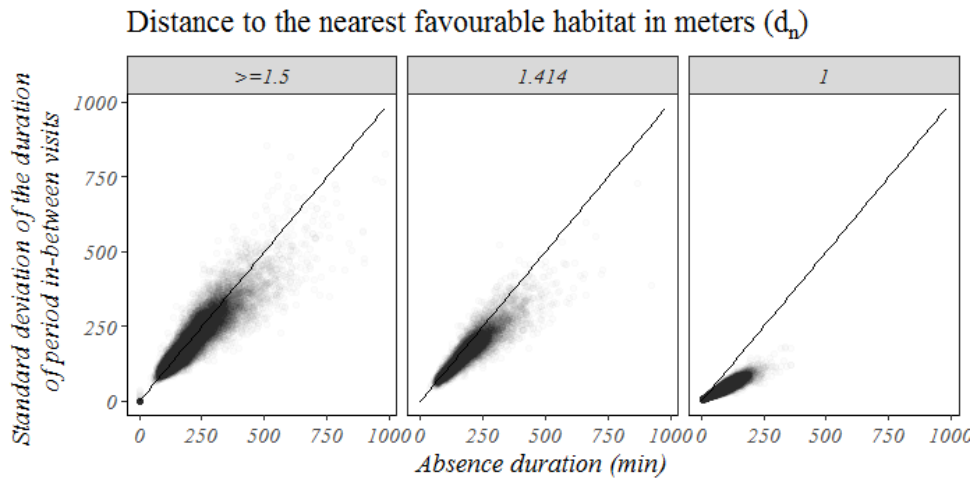 Distance to the nearest favourable habitat in meters (dn)
>=1.5 1.414 1
Standard deviation of the duration
of period in-between visits
1000
750
500
250
0
0 250 500 750 1000 0 250 500 750 1000 0 250 500 750 1000
Absence duration (min)